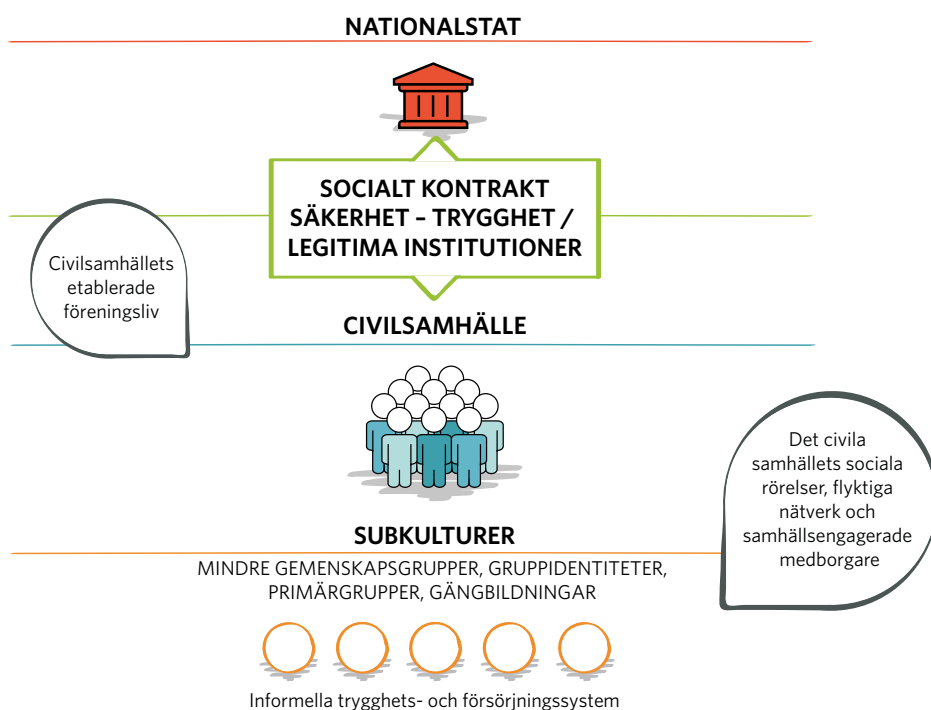 NATIONALSTAT
SOCIALT KONTRAKT
SÄKERHET – TRYGGHET /
LEGITIMA INSTITUTIONER
Civilsamhällets
etablerade
föreningsliv
CIVILSAMHÄLLE
Det civila
samhällets sociala
rörelser, flyktiga
nätverk och
samhällsengagerade
medborgare
SUBKULTURER
MINDRE GEMENSKAPSGRUPPER, GRUPPIDENTITETER,
PRIMÄRGRUPPER, GÄNGBILDNINGAR
Informella trygghets- och försörjningssystem